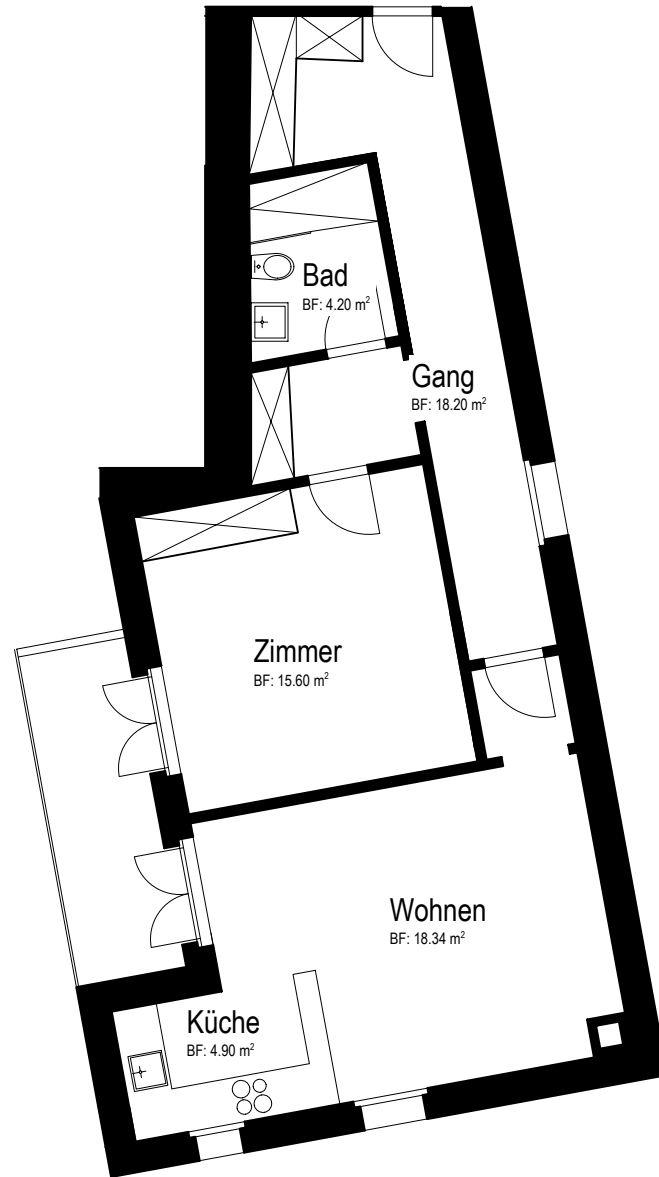 Bad
BF: 4.20 m²
Gang
BF: 18.20 m²
Zimmer
BF: 15.60 m²
Wohnen
BF: 18.34 m²
Küche
BF: 4.90 m²